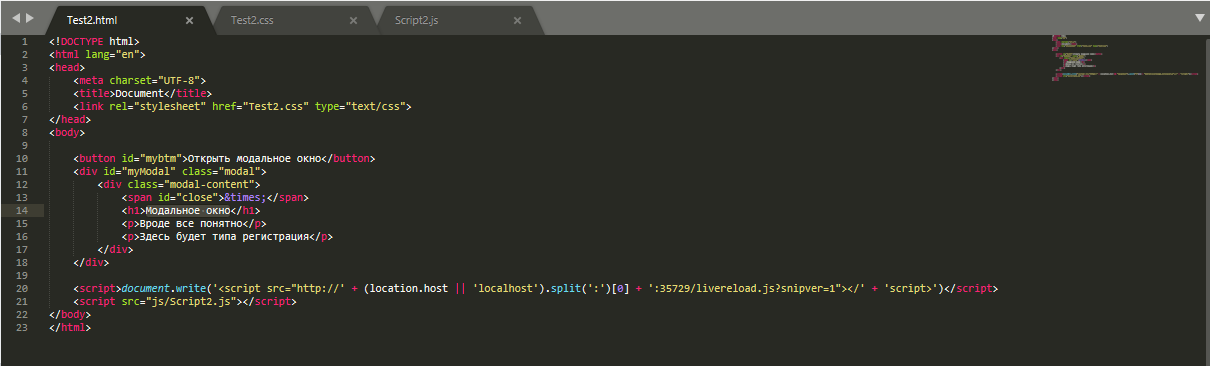 Test2.html × Test2.css × Script2.js ×
1 <!DOCTYPE html>
2 <html lang="en">
3 <head>
4 <meta charset="UTF-8">
5 <title>Document</title>
6 <link rel="stylesheet" href="Test2.css" type="text/css">
7 </head>
8 <body>
9
10 <button id="mybtm">Открыть модальное окно</button>
11 <div id="myModal" class="modal">
12 <div class="modal-content">
13 <span id="close">&times;</span>
14 <h1>Модальное окно</h1>
15 <p>Вроде все понятно</p>
16 <p>Здесь будет типа регистрация</p>
17 </div>
18 </div>
19
20 <script>document.write('<script src="http://' + (location.host || 'localhost').split(':')[0] + ':35729/livereload.js?snipver=1"></' + 'script>')</script>
21 <script src="js/Script2.js"></script>
22 </body>
23 </html>